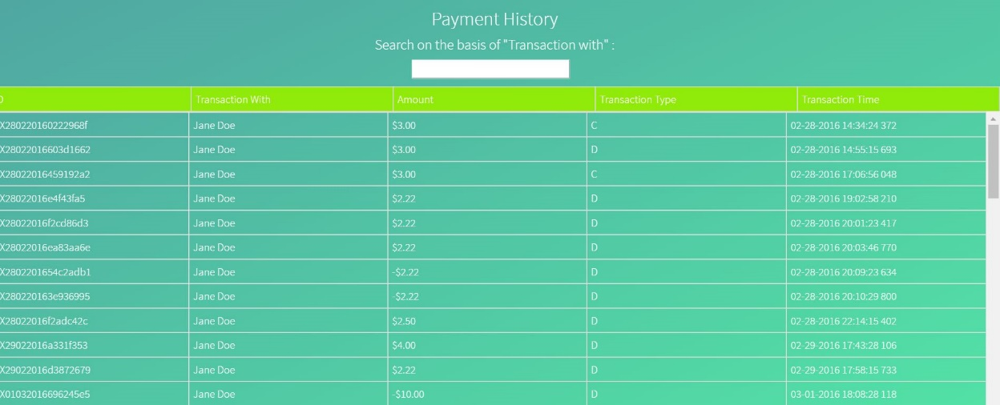 Payment History
Search on the basis of "Transaction with" :
D Transaction With Amount Transaction Type Transaction Time
X280220160222968f Jane Doe $3.00 C 02-28-2016 14:34:24 372
X28022016603d1662 Jane Doe $3.00 D 02-28-2016 14:55:15 693
X28022016459192a2 Jane Doe $3.00 C 02-28-2016 17:06:56 048
X28022016e4f43fa5 Jane Doe $2.22 D 02-28-2016 19:02:58 210
X28022016f2cd86d3 Jane Doe $2.22 D 02-28-2016 20:01:23 417
X28022016ea83aa6e Jane Doe $2.22 D 02-28-2016 20:03:46 770
X2802201654c2adb1 Jane Doe -$2.22 D 02-28-2016 20:09:23 634
X280220163e936995 Jane Doe -$2.22 D 02-28-2016 20:10:29 800
X28022016f2adc42c Jane Doe $2.50 D 02-28-2016 22:14:15 402
X29022016a331f353 Jane Doe $4.00 D 02-29-2016 17:43:28 106
X29022016d3872679 Jane Doe $2.22 D 02-29-2016 17:58:15 733
X01032016696245e5 Jane Doe -$10.00 D 03-01-2016 18:08:28 118